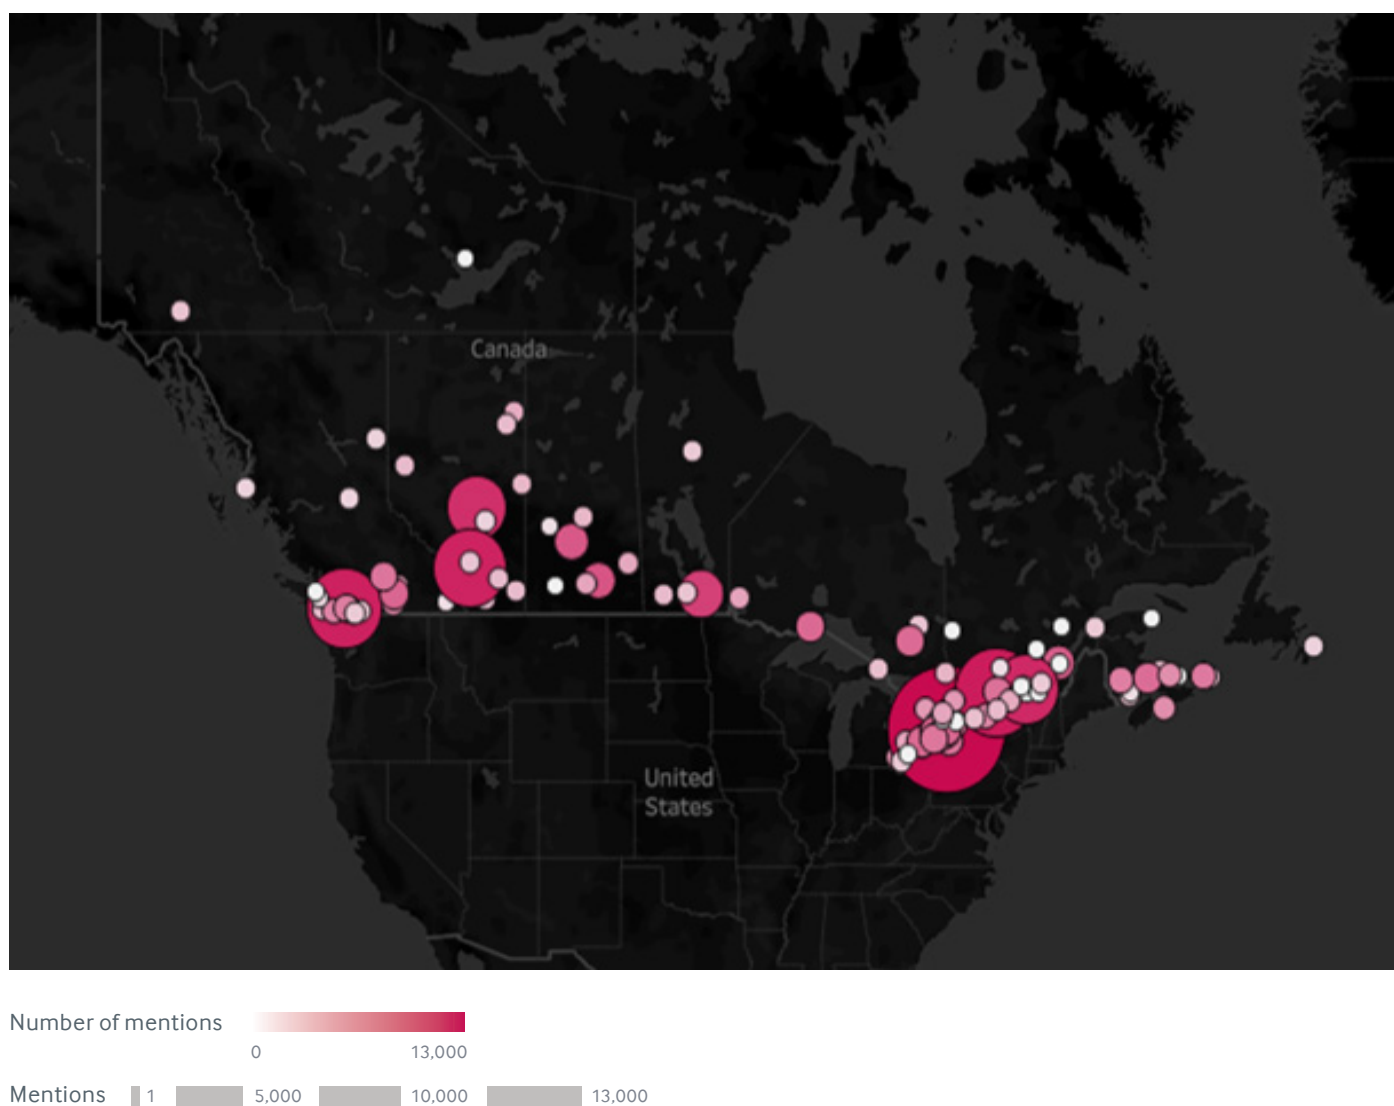 Canada
United
States
Number of mentions
0 13,000
Mentions 1 5,000 10,000 13,000